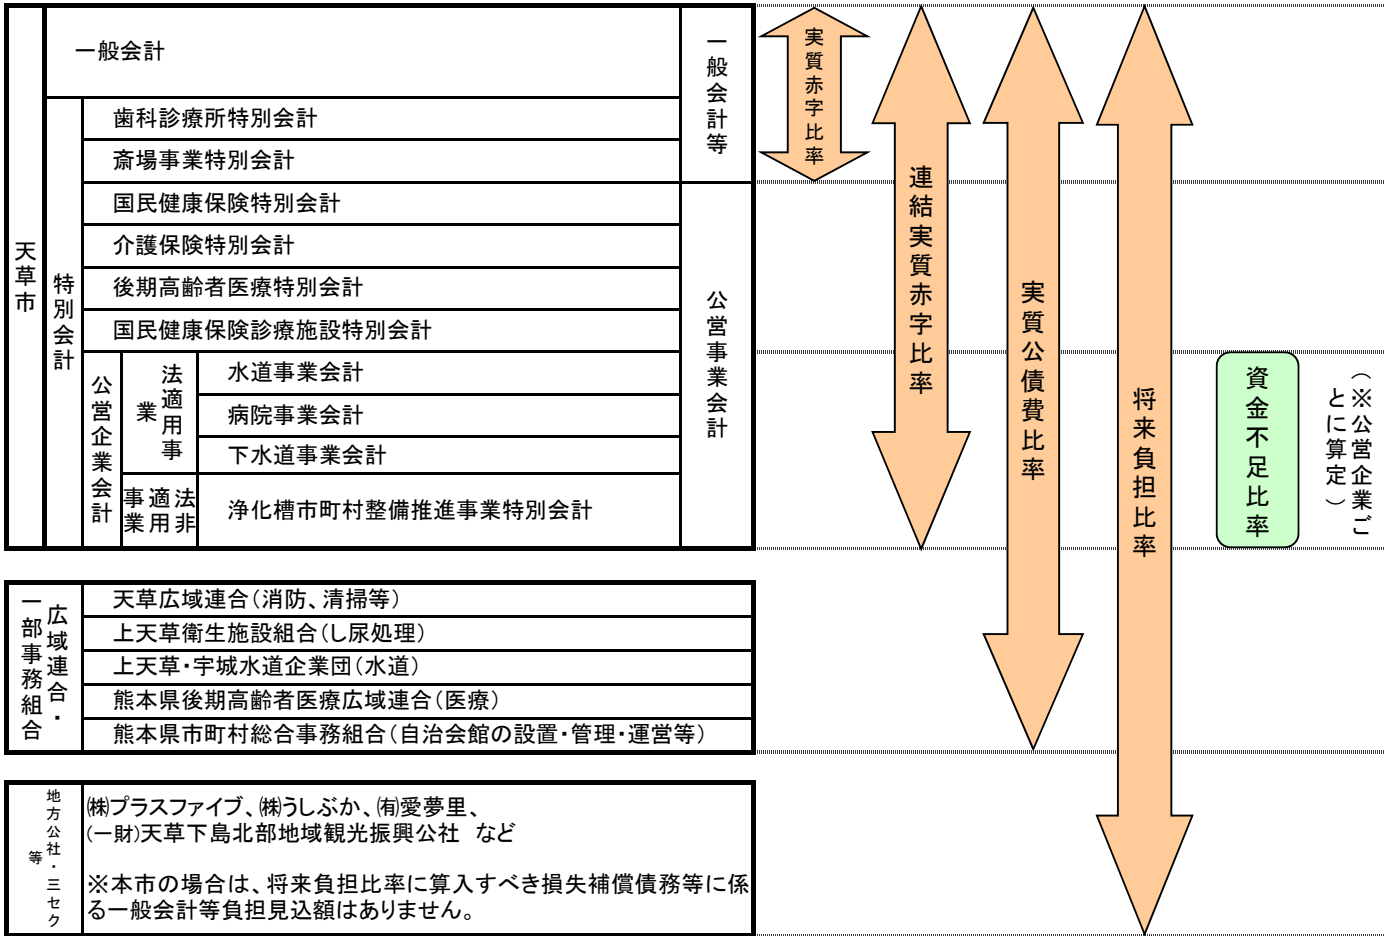 天草市
一般会計
一般会計等
特別会計
歯科診療所特別会計
斎場事業特別会計
国民健康保険特別会計
介護保険特別会計
後期高齢者医療特別会計
国民健康保険診療施設特別会計
公営事業会計
公営企業会計
法適用事
業
水道事業会計
病院事業会計
下水道事業会計
法非
適用
事業
浄化槽市町村整備推進事業特別会計
実質赤字比率
連結実質赤字比率
実質公債費比率
将来負担比率
資金不足比率
（※公営企業ご
とに算定）
広域連合・
一部事務組合
天草広域連合（消防、清掃等）
上天草衛生施設組合（し尿処理）
上天草・宇城水道企業団（水道）
熊本県後期高齢者医療広域連合（医療）
熊本県市町村総合事務組合（自治会館の設置・管理・運営等）
地方公社・三セク
等
㈱プラスファイブ、㈱うしぶか、㈲愛夢里、
(一財)天草下島北部地域観光振興公社　など
※本市の場合は、将来負担比率に算入すべき損失補償債務等に係
る一般会計等負担見込額はありません。